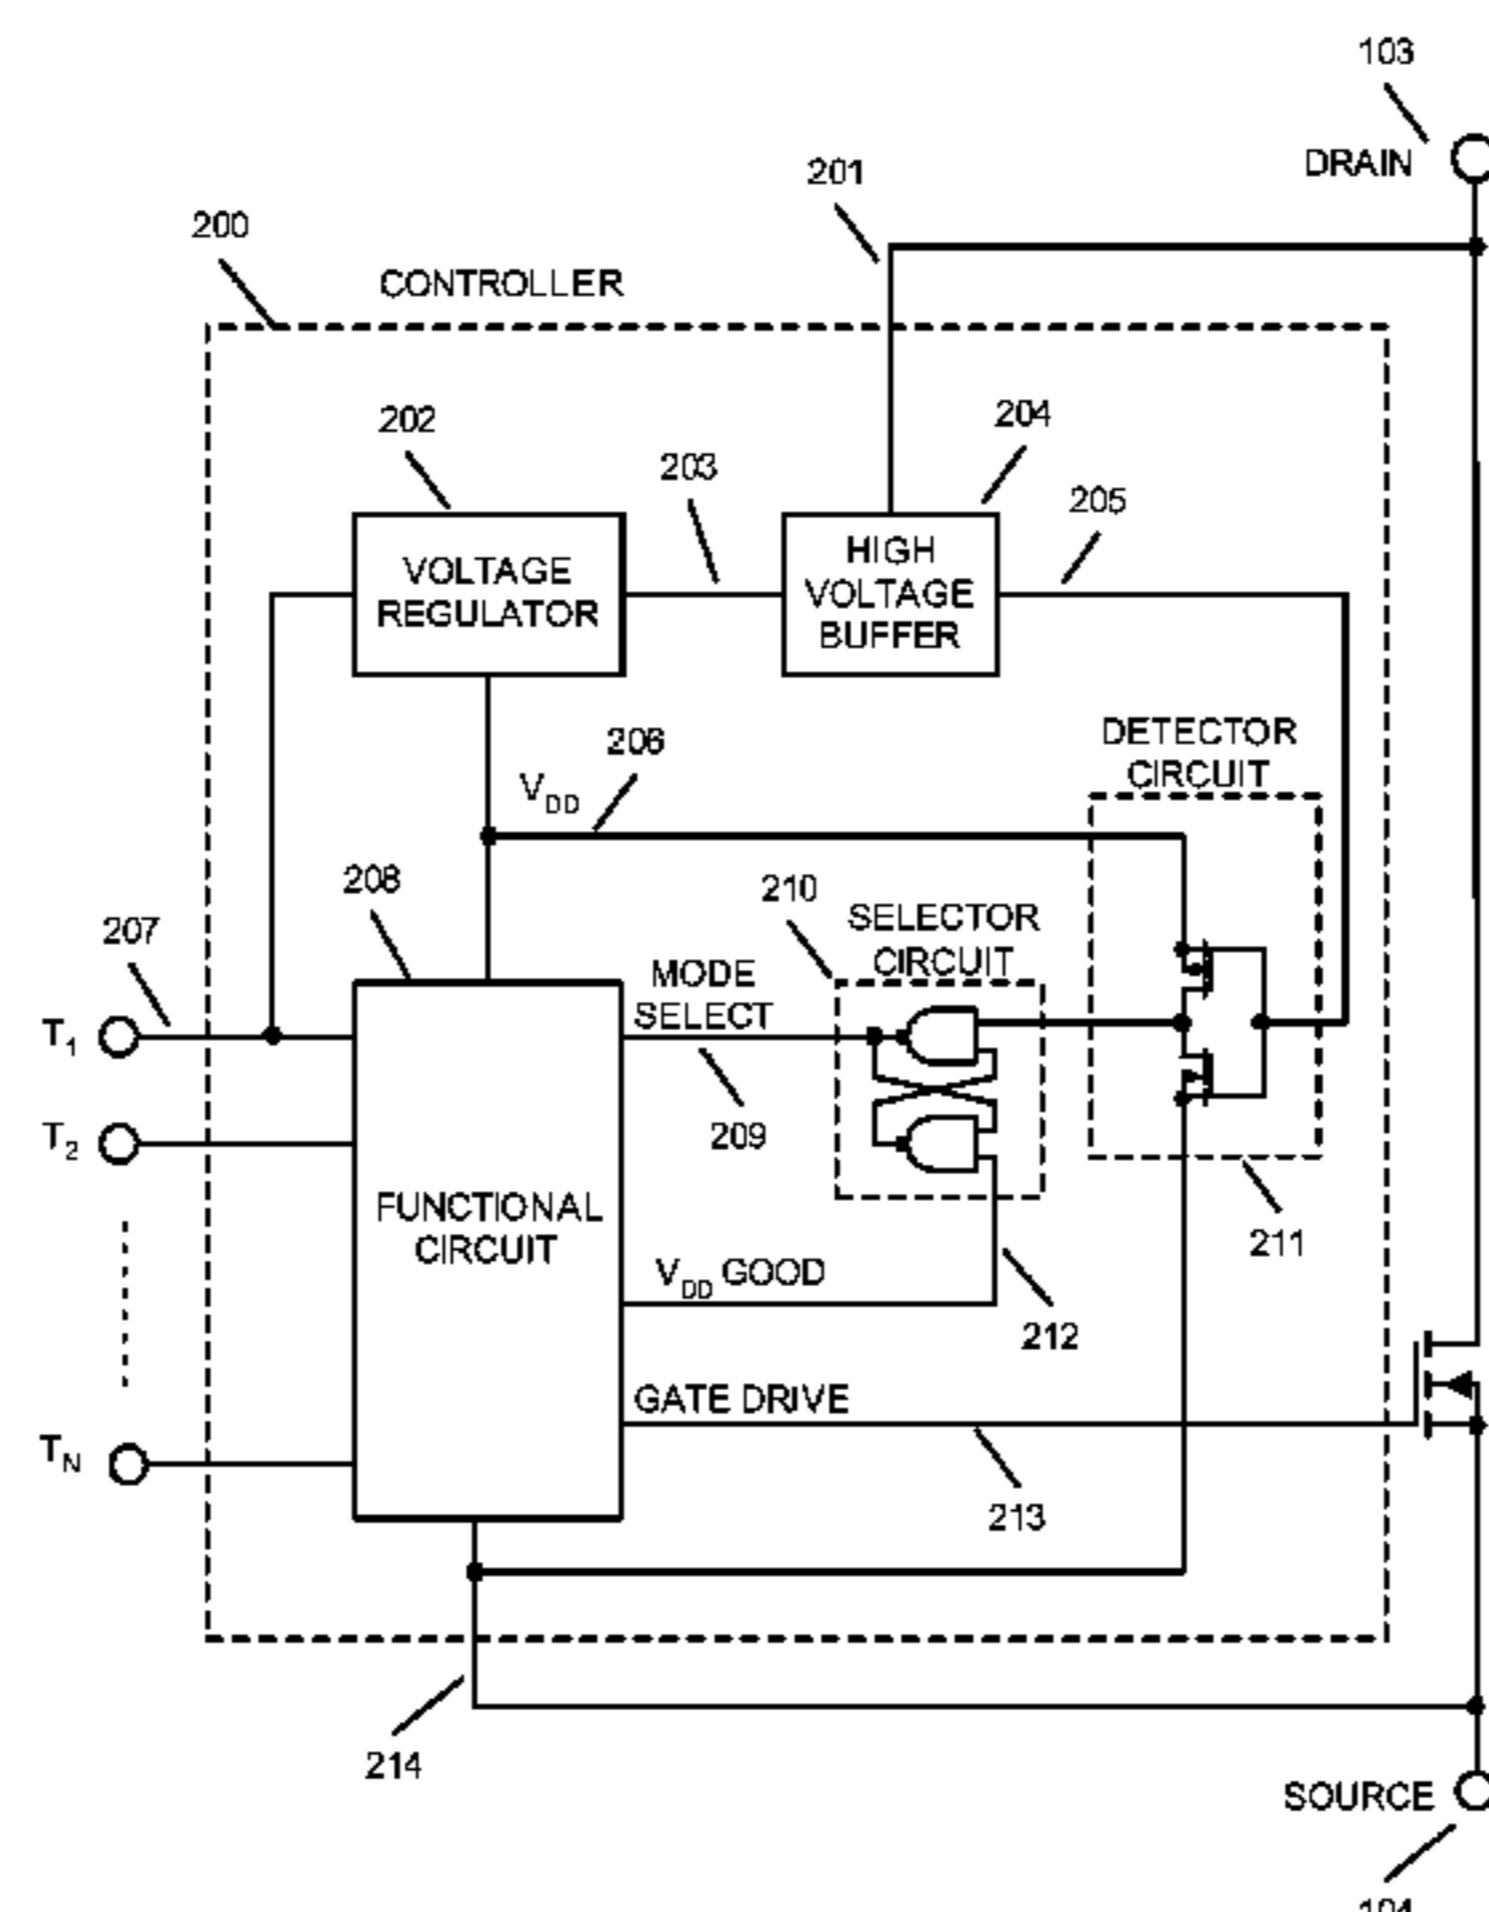 103
DRAIN
201
200
CONTROLLER
202
203
204
205
VOLTAGE
REGULATOR
HIGH
VOLTAGE
BUFFER
206
VDD
DETECTOR
CIRCUIT
208
210
SELECTOR
CIRCUIT
207
T1
MODE
SELECT
209
T2
FUNCTIONAL
CIRCUIT
211
VDD GOOD
212
GATE DRIVE
TN
213
214
SOURCE